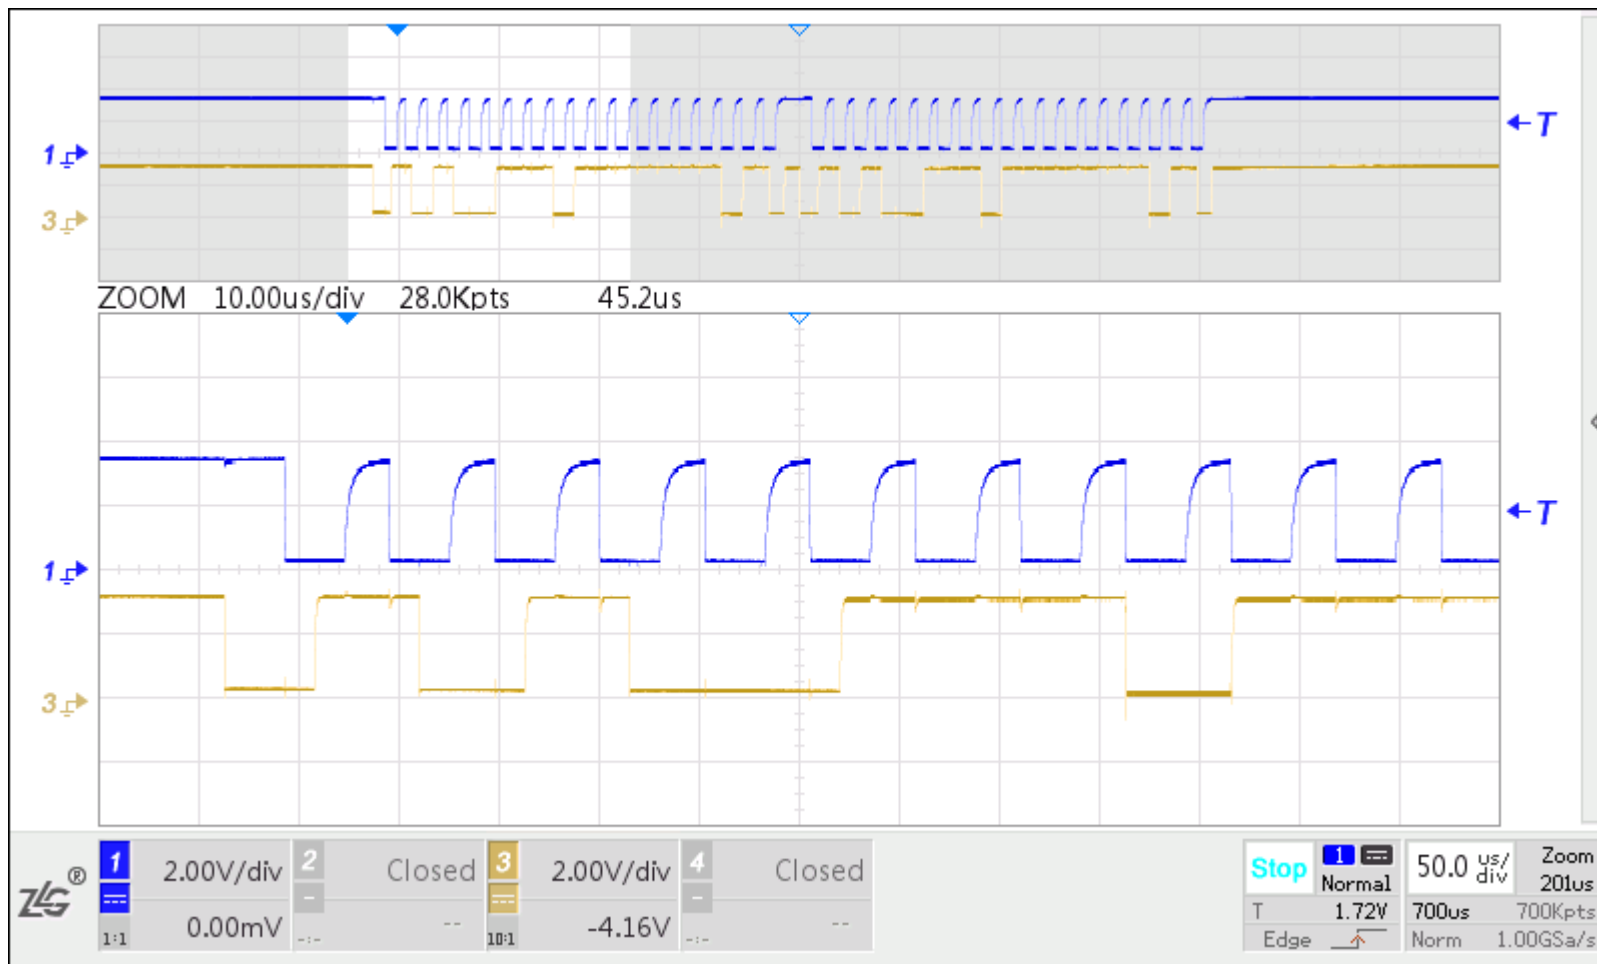 T
1
3
ZOOM 10.00us/div 28.0Kpts 45.2us
T
1
3
ZLG®
1 2.00V/div
1:1 0.00mV
2 Closed
-:- --
3 2.00V/div
10:1 -4.16V
4 Closed
-:- --
Stop 1 Normal
T 1.72V
Edge
50.0 us/div Zoom 201us
700us 700Kpts
Norm 1.00GSa/s